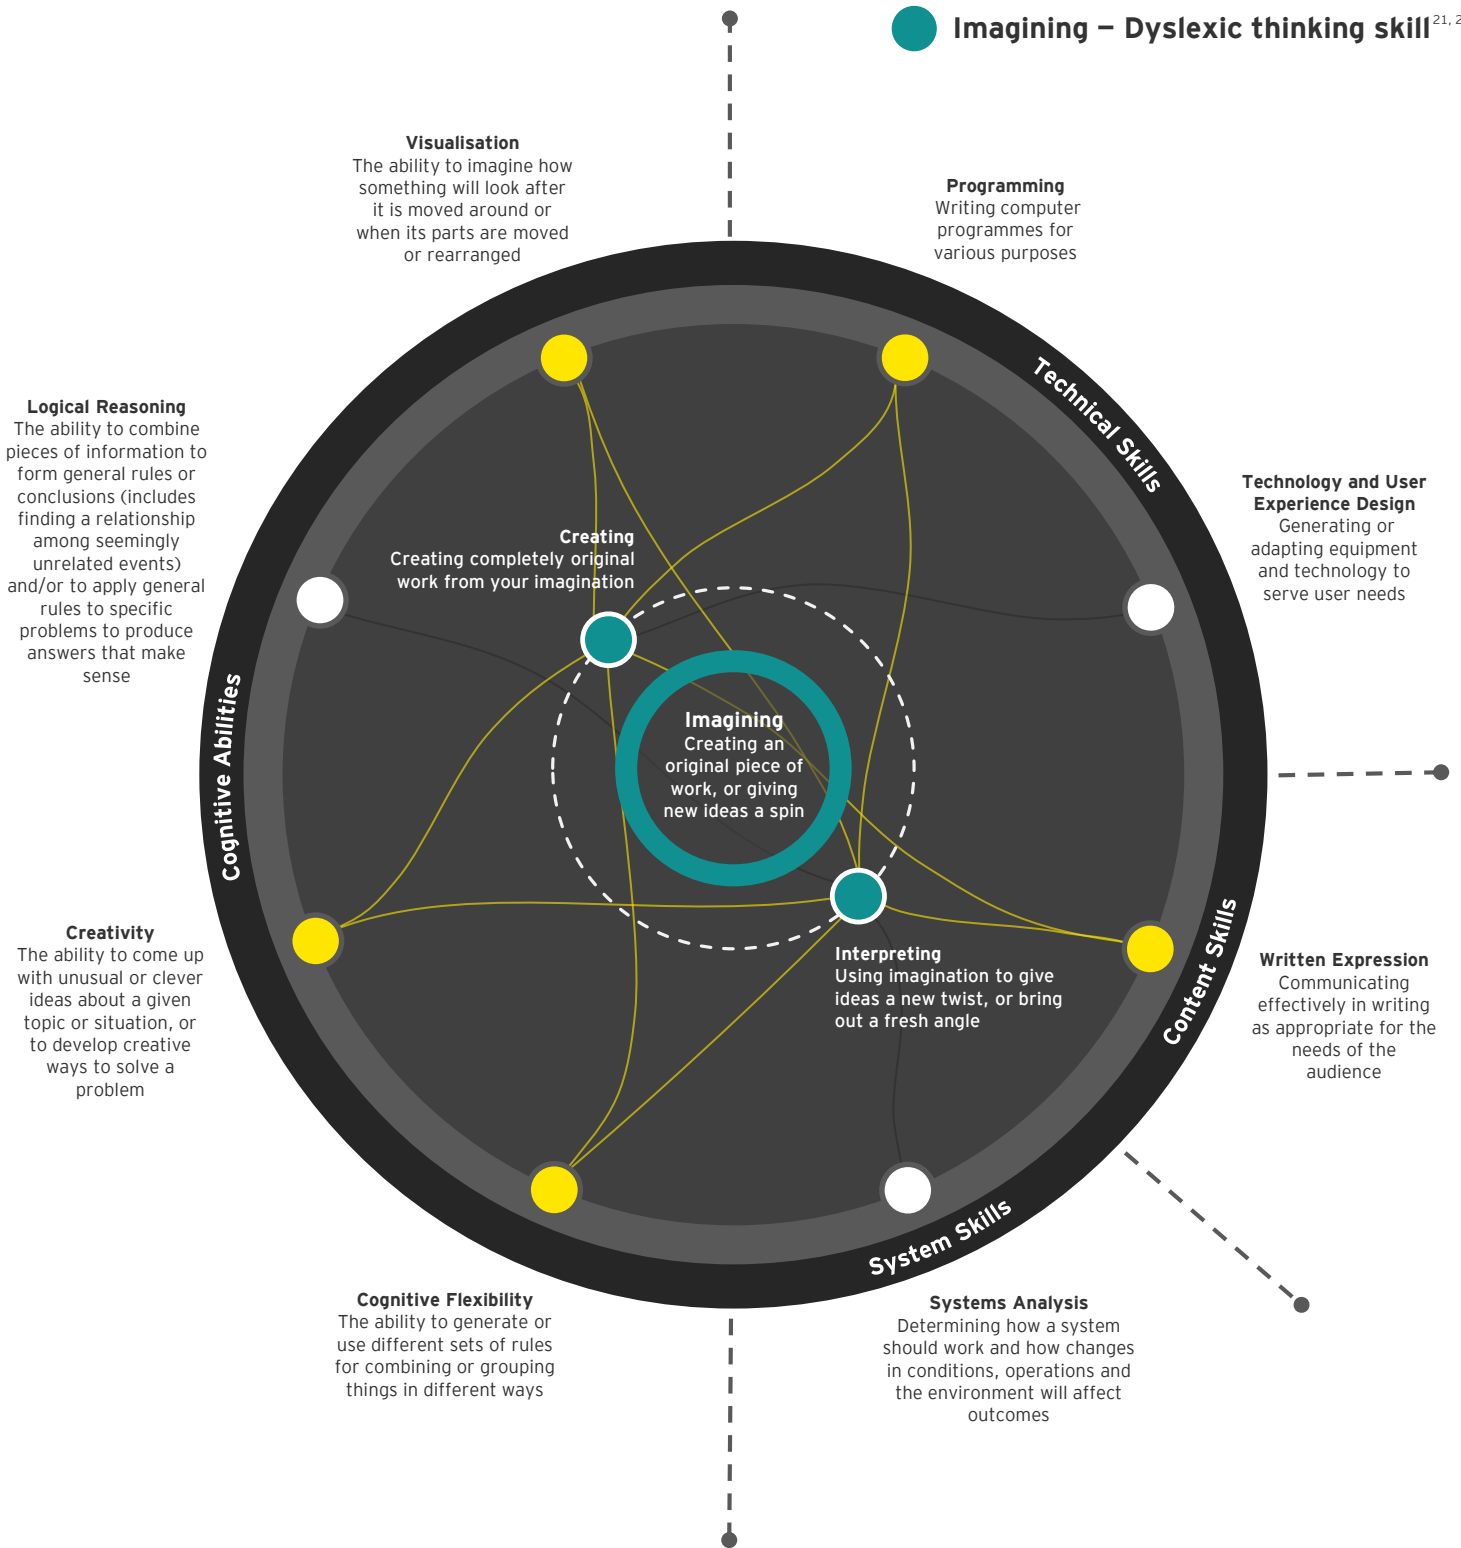 Imagining – Dyslexic thinking skill21, 2
Visualisation
The ability to imagine how
something will look after
it is moved around or
when its parts are moved
or rearranged
Programming
Writing computer
programmes for
various purposes
Technical Skills
Logical Reasoning
The ability to combine
pieces of information to
form general rules or
conclusions (includes
finding a relationship
among seemingly
unrelated events)
and/or to apply general
rules to specific
problems to produce
answers that make
sense
Technology and User
Experience Design
Generating or
adapting equipment
and technology to
serve user needs
Creating
Creating completely original
work from your imagination
Cognitive Abilities
Imagining
Creating an
original piece of
work, or giving
new ideas a spin
Creativity
The ability to come up
with unusual or clever
ideas about a given
topic or situation, or
to develop creative
ways to solve a
problem
Interpreting
Using imagination to give
ideas a new twist, or bring
out a fresh angle
Content Skills
Written Expression
Communicating
effectively in writing
as appropriate for the
needs of the
audience
System Skills
Cognitive Flexibility
The ability to generate or
use different sets of rules
for combining or grouping
things in different ways
Systems Analysis
Determining how a system
should work and how changes
in conditions, operations and
the environment will affect
outcomes